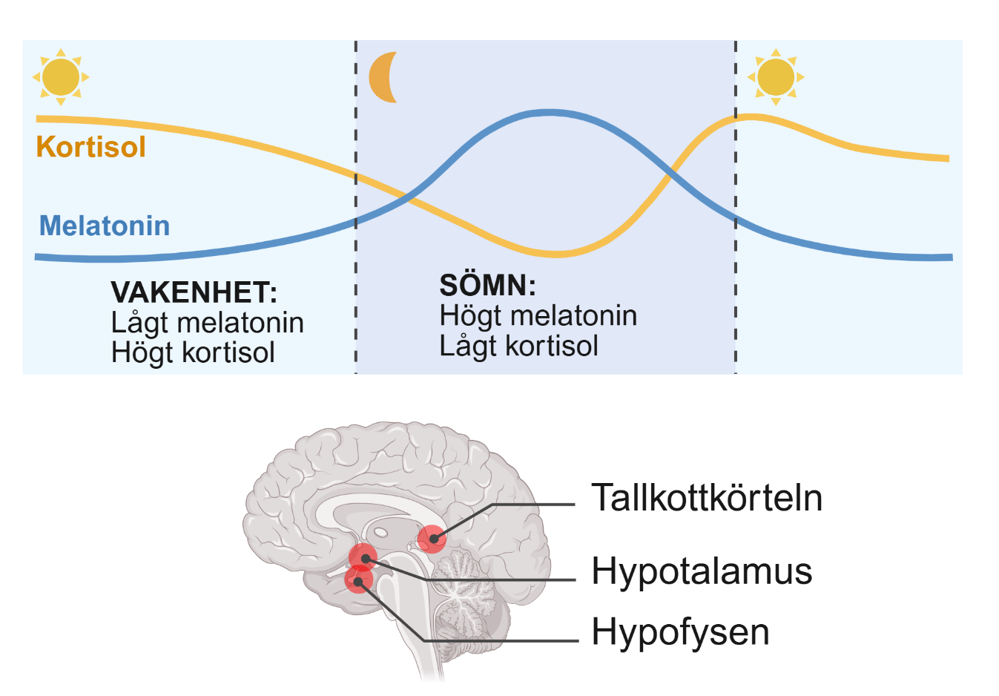 Kortisol
Melatonin
VAKENHET:
Lågt melatonin
Högt kortisol
SÖMN:
Högt melatonin
Lågt kortisol
Tallkottkörteln
Hypotalamus
Hypofysen